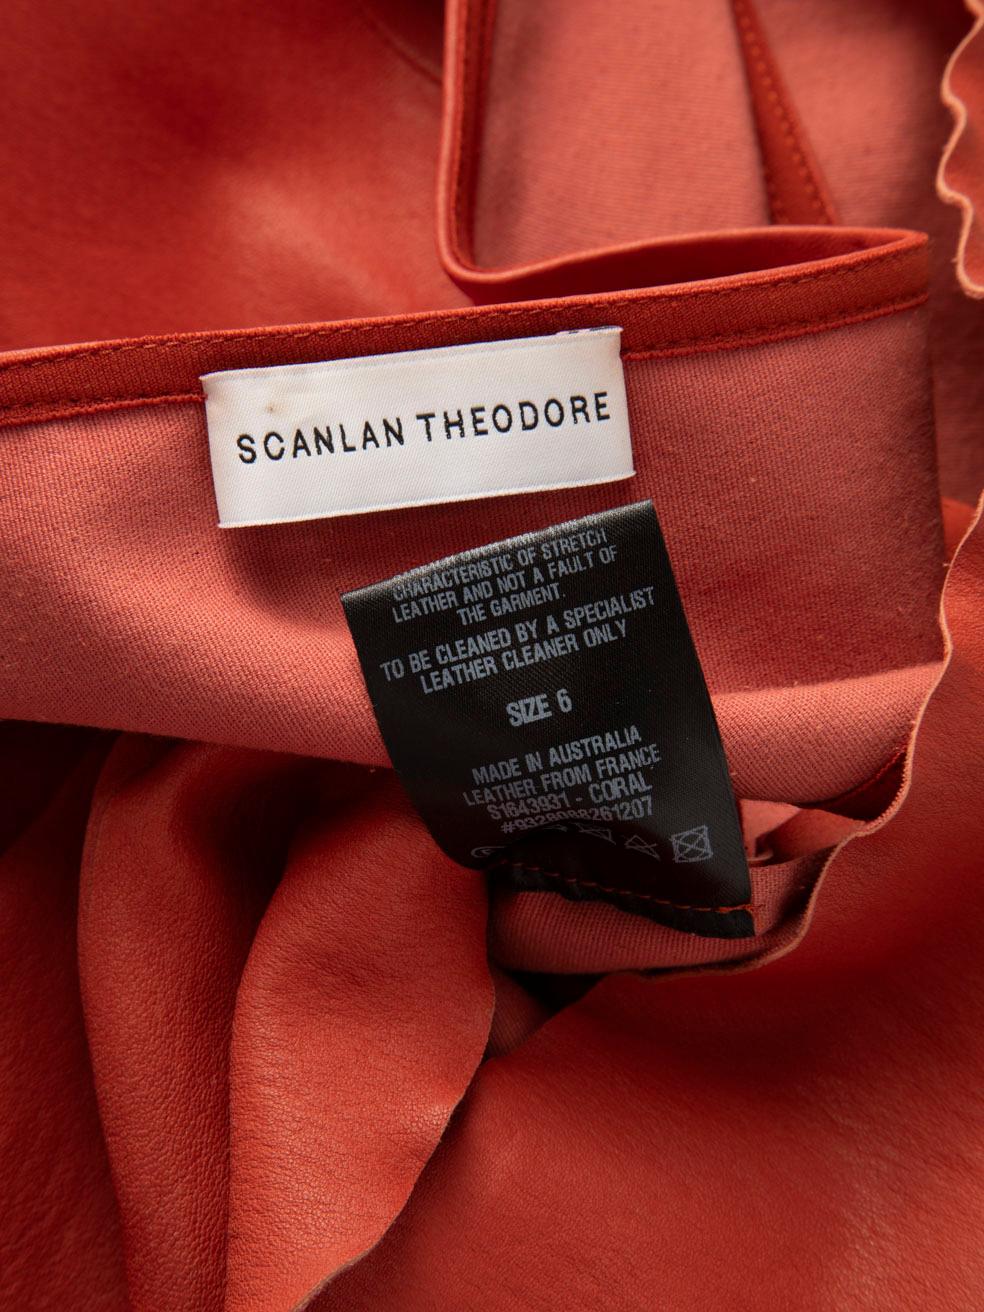 SCANLAN THEODORE
CHARACTERISTIC OF STRETCH
LEATHER AND NOT A FAULT OF
THE GARMENT.
TO BE CLEANED BY A SPECIALIST
LEATHER CLEANER ONLY
SIZE 6
MADE IN AUSTRALIA
LEATHER FROM FRANCE
S1643931 - CORAL
#9328088261207